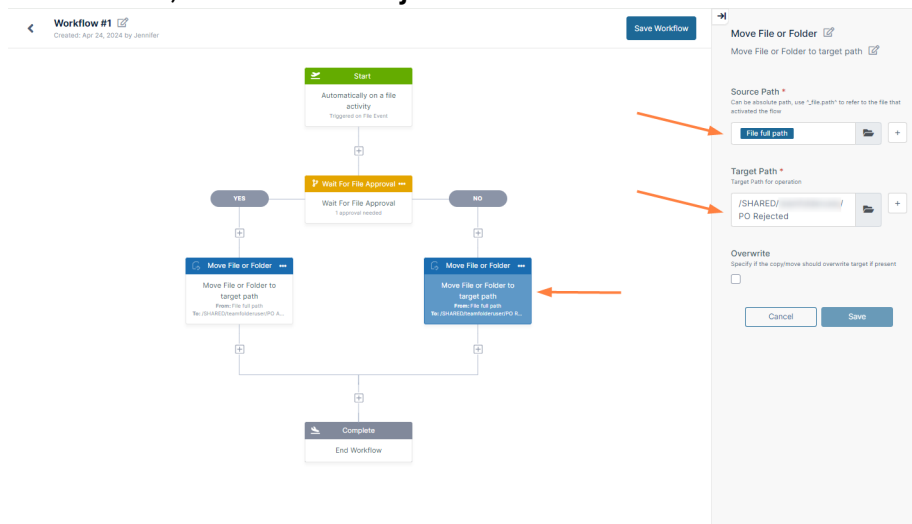 Workflow #1
Created: Apr 24, 2024 by Jennifer
Save Workflow
Start
Automatically on a file
activity
Triggered on File Event
Wait For File Approval
Wait For File Approval
1 approval needed
YES
NO
Move File or Folder
Move File or Folder to
target path
From: File full path
To: /SHARED/teamfolderuser/PO A...
Move File or Folder
Move File or Folder to
target path
From: File full path
To: /SHARED/teamfolderuser/PO R...
Complete
End Workflow
Move File or Folder
Move File or Folder to target path
Source Path *
Can be absolute path, use "_file.path" to refer to the file that
activated the flow
File full path
+
Target Path *
Target Path for operation
/SHARED/ /
PO Rejected
+
Overwrite
Specify if the copy/move should overwrite target if present
Cancel
Save